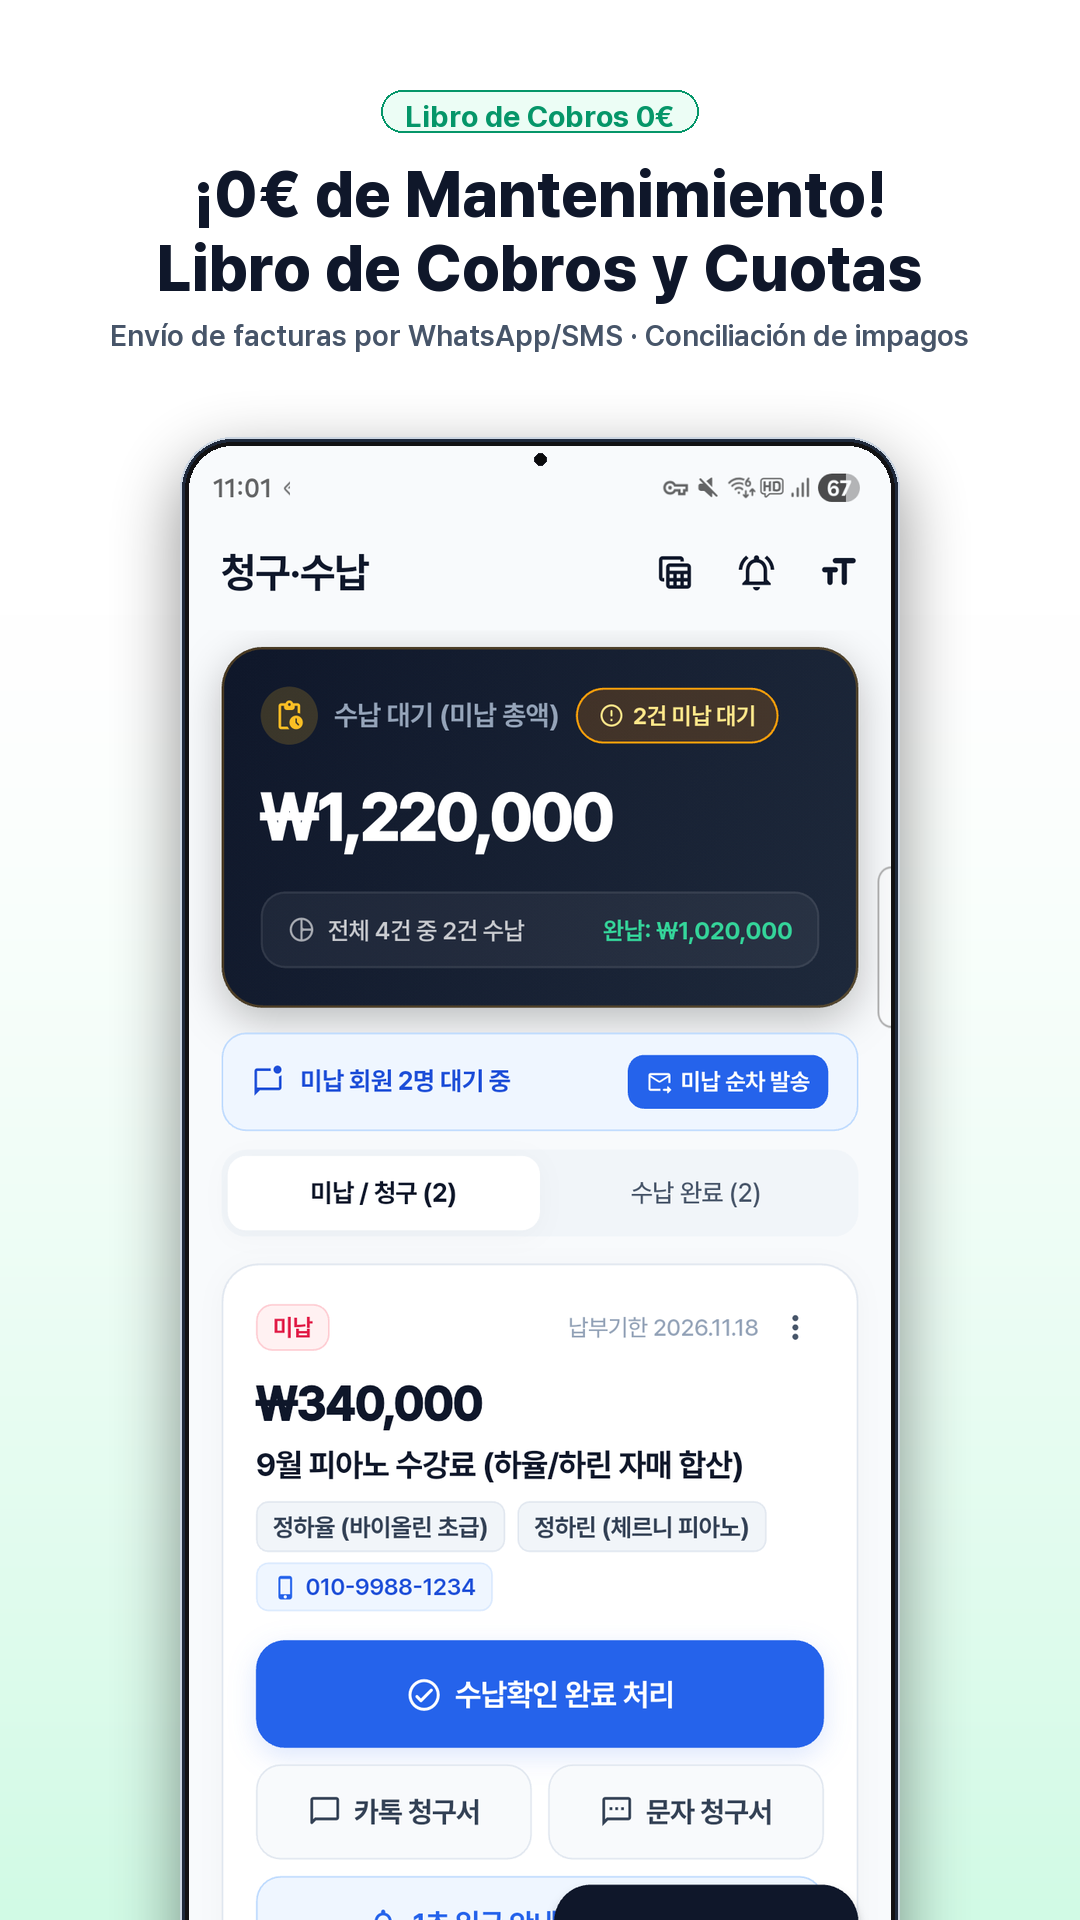 Libro de Cobros 0€
¡0€ de Mantenimiento!
Libro de Cobros y Cuotas
Envío de facturas por WhatsApp/SMS · Conciliación de impagos
11:01
HD
67
청구·수납
수납 대기 (미납 총액)
2건 미납 대기
₩1,220,000
전체 4건 중 2건 수납
완납: ₩1,020,000
미납 회원 2명 대기 중
미납 순차 발송
미납 / 청구 (2)
수납 완료 (2)
미납
납부기한 2026.11.18
₩340,000
9월 피아노 수강료 (하율/하린 자매 합산)
정하율 (바이올린 초급)
정하린 (체르니 피아노)
010-9988-1234
수납확인 완료 처리
카톡 청구서
문자 청구서